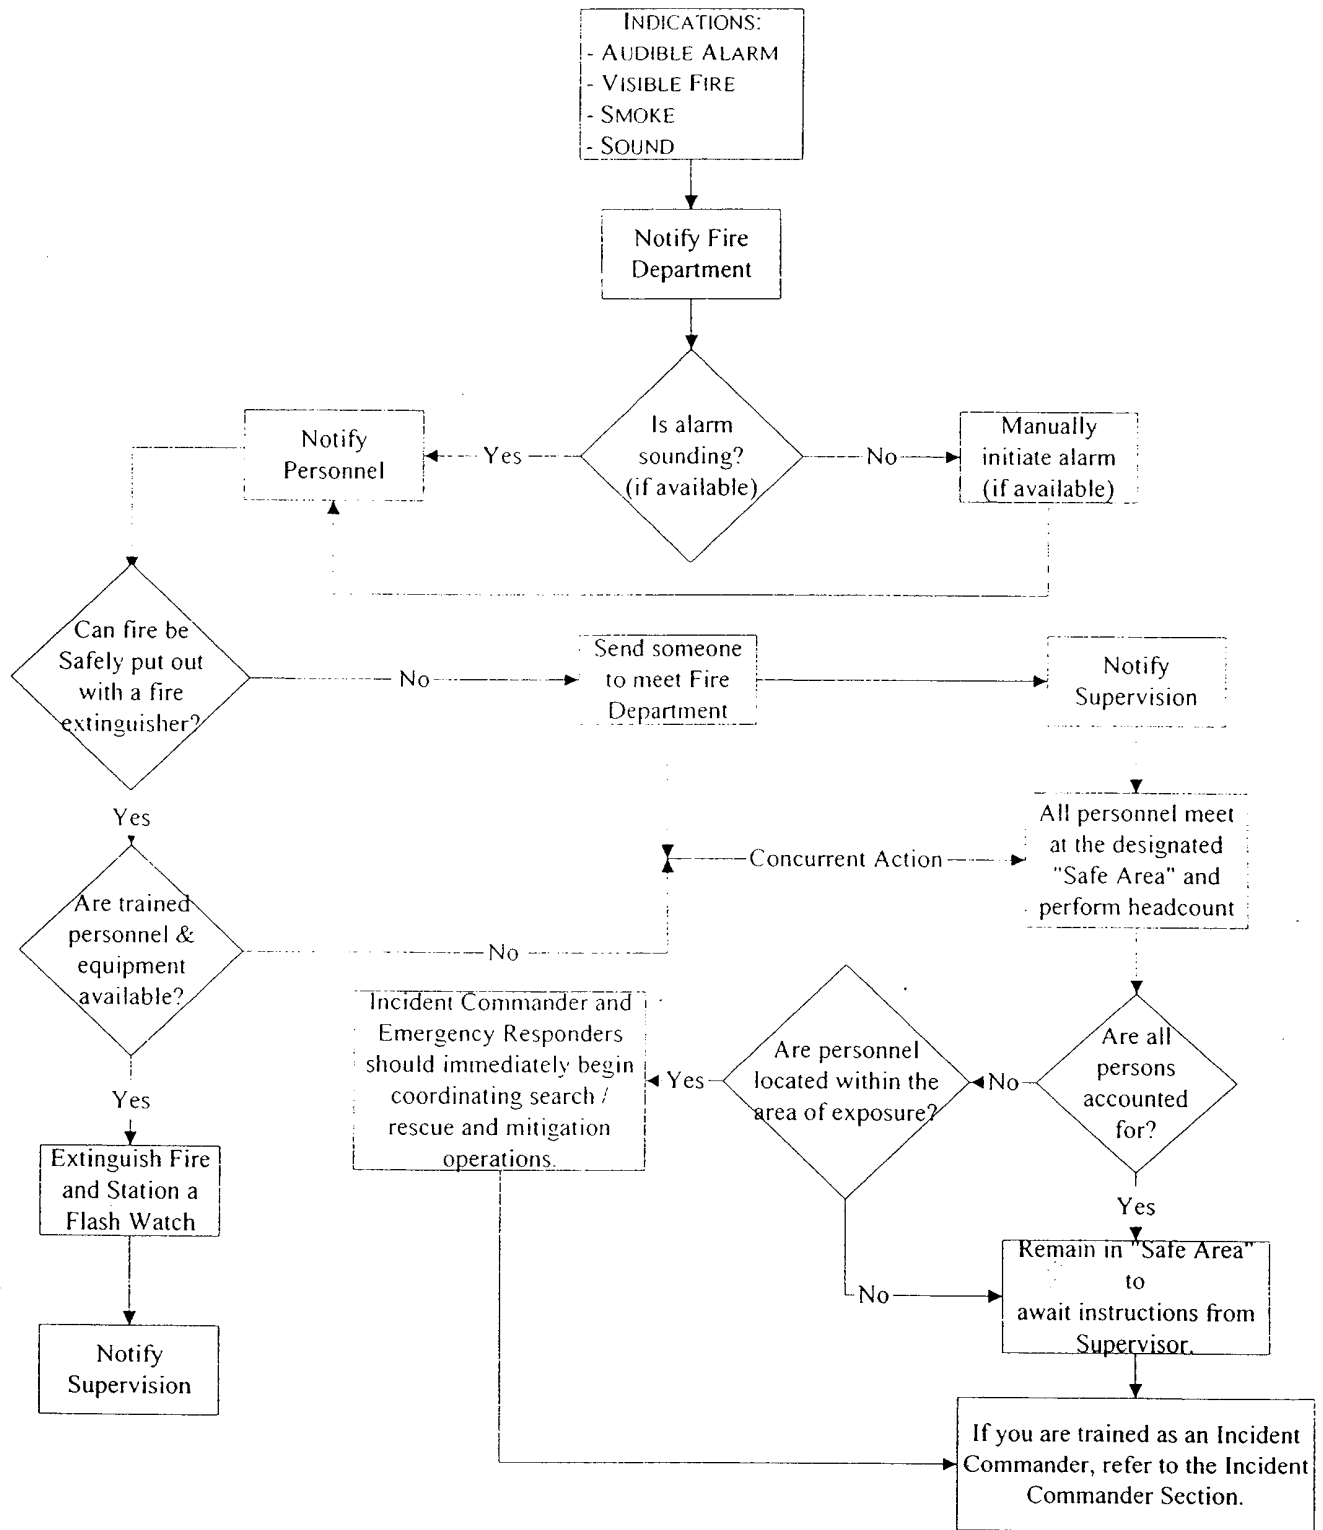 INDICATIONS:
- AUDIBLE ALARM
- VISIBLE FIRE
- SMOKE
- SOUND
Notify Fire
Department
Is alarm
sounding?
(if available)
Yes
No
Notify
Personnel
Manually
initiate alarm
(if available)
Can fire be
Safely put out
with a fire
extinguisher?
No
Send someone
to meet Fire
Department
Notify
Supervision
Yes
Concurrent Action
All personnel meet
at the designated
"Safe Area" and
perform headcount
Are trained
personnel &
equipment
available?
No
Incident Commander and
Emergency Responders
should immediately begin
coordinating search /
rescue and mitigation
operations.
Yes
Are personnel
located within the
area of exposure?
No
Are all
persons
accounted
for?
Yes
Extinguish Fire
and Station a
Flash Watch
Yes
No
Remain in "Safe Area"
to
await instructions from
Supervisor.
Notify
Supervision
If you are trained as an Incident
Commander, refer to the Incident
Commander Section.